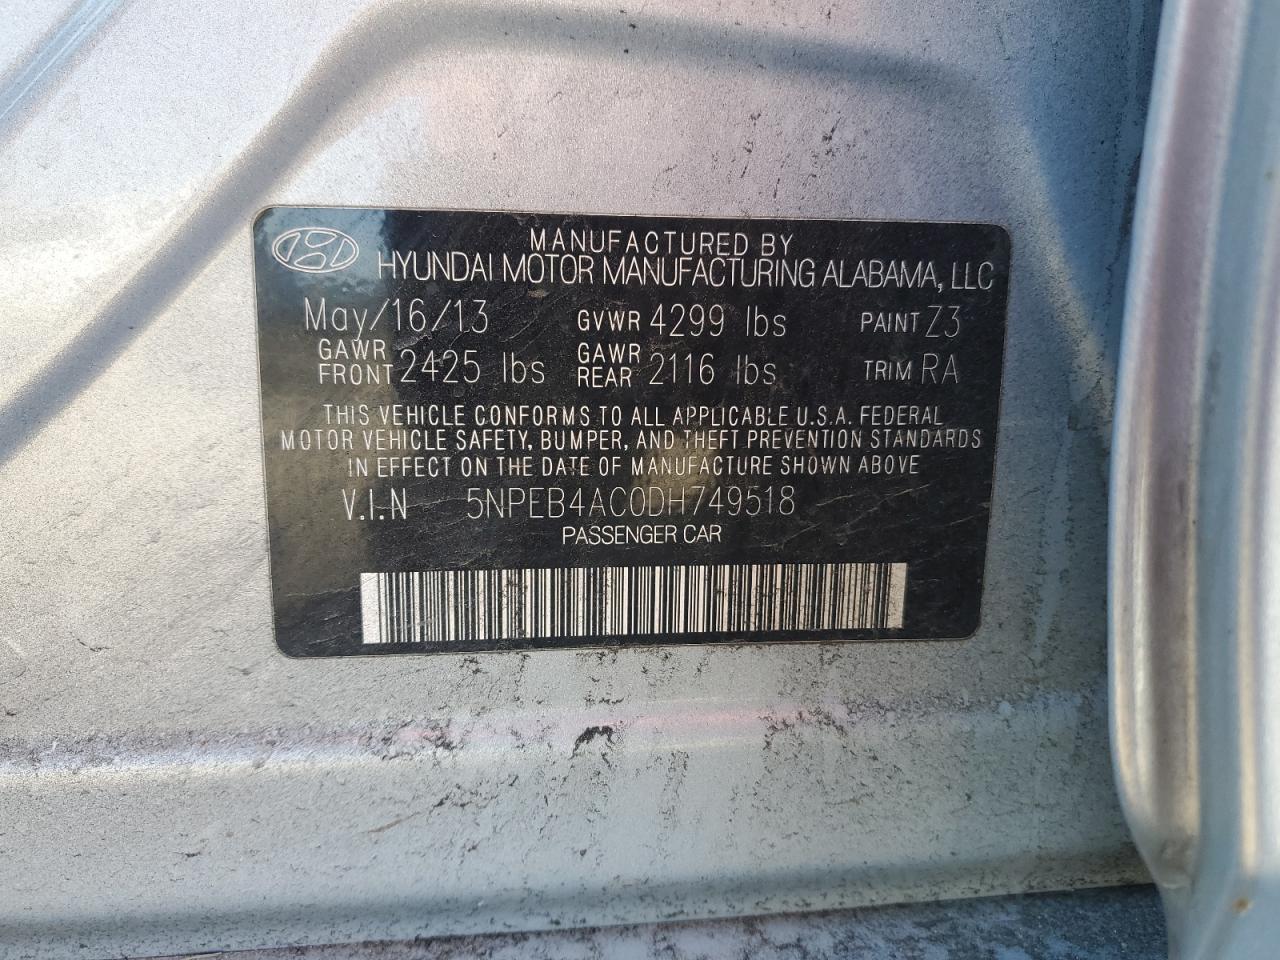 MANUFACTURED BY
HYUNDAI MOTOR MANUFACTURING ALABAMA, LLC
May/16/13 GVWR 4299 lbs PAINT Z3
GAWR FRONT 2425 lbs GAWR REAR 2116 lbs TRIM RA
THIS VEHICLE CONFORMS TO ALL APPLICABLE U.S.A. FEDERAL
MOTOR VEHICLE SAFETY, BUMPER, AND THEFT PREVENTION STANDARDS
IN EFFECT ON THE DATE OF MANUFACTURE SHOWN ABOVE
V.I.N 5NPEB4AC0DH749518
PASSENGER CAR